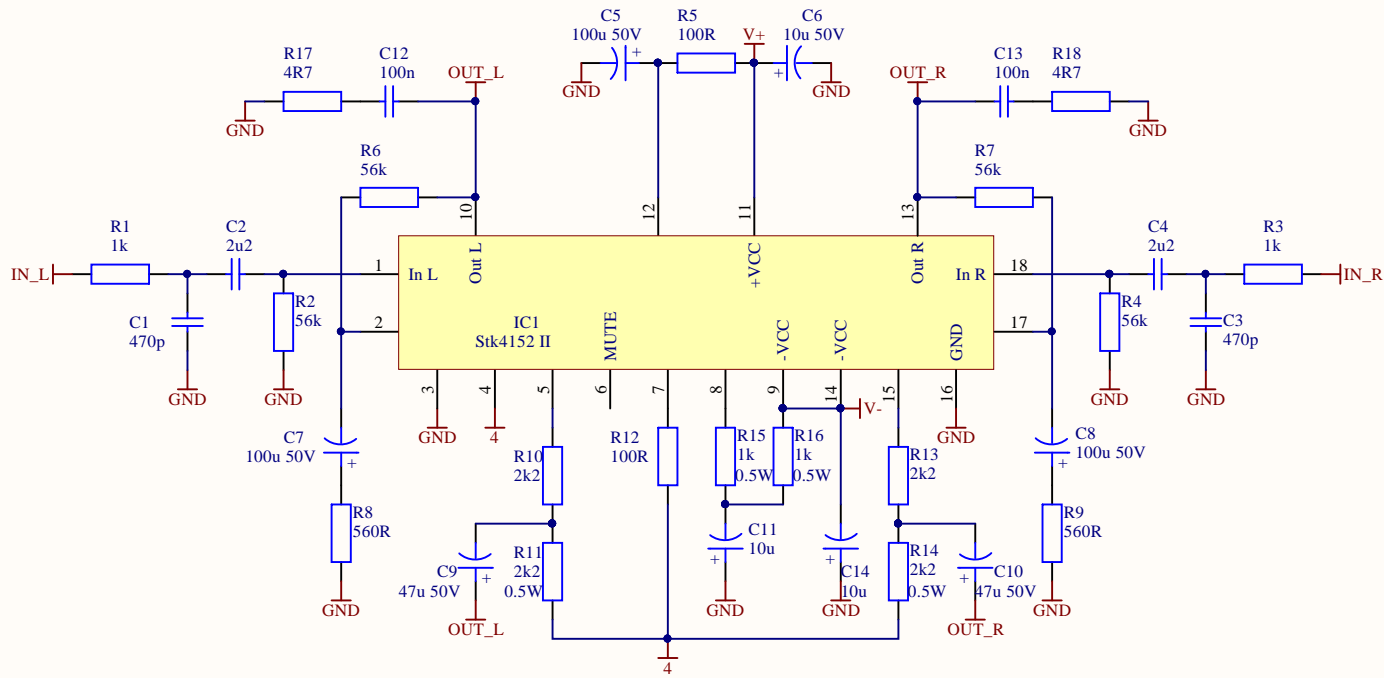 C5
100u 50V
+
R5
100R
V+
C6
10u 50V
+
GND
GND
R17
4R7
C12
100n
OUT_L
GND
OUT_R
C13
100n
R18
4R7
GND
R6
56k
R7
56k
10
12
11
13
R1
1k
C2
2u2
C4
2u2
R3
1k
IN_L
1
In L
Out L
+VCC
Out R
In R
18
IN_R
C1
470p
R2
56k
2
IC1
Stk4152 II
MUTE
-VCC
-VCC
GND
17
R4
56k
C3
470p
GND
GND
GND
GND
3
4
5
6
7
8
9
14
15
16
GND
4
V-
GND
C7
100u 50V
+
R10
2k2
R12
100R
R15
1k
0.5W
R16
1k
0.5W
R13
2k2
C8
100u 50V
+
R8
560R
R9
560R
C9
47u 50V
+
R11
2k2
0.5W
C11
10u
+
C14
10u
+
R14
2k2
0.5W
C10
47u 50V
+
GND
OUT_L
GND
GND
OUT_R
GND
4